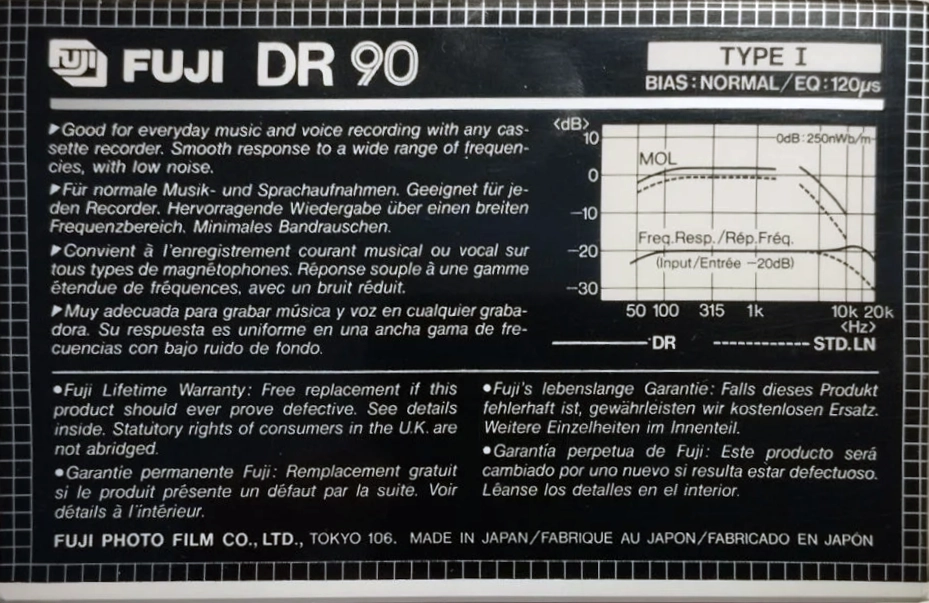 FUJI FUJI DR 90
TYPE I
BIAS: NORMAL/EQ: 120μs
▶Good for everyday music and voice recording with any cas-
sette recorder. Smooth response to a wide range of frequen-
cies, with low noise.
▶Für normale Musik- und Sprachaufnahmen. Geeignet für je-
den Recorder. Hervorragende Wiedergabe über einen breiten
Frequenzbereich. Minimales Bandrauschen.
▶Convient à l'enregistrement courant musical ou vocal sur
tous types de magnétophones. Réponse souple à une gamme
étendue de fréquences, avec un bruit réduit.
▶Muy adecuada para grabar música y voz en cualquier graba-
dora. Su respuesta es uniforme en una ancha gama de fre-
cuencias con bajo ruido de fondo.
<dB>
10
0dB: 250nWb/m
MOL
0
-10
Freq.Resp./Rép.Fréq.
-20
(Input/Entrée -20dB)
-30
50 100 315 1k 10k 20k
<Hz>
DR STD.LN
●Fuji Lifetime Warranty: Free replacement if this
product should ever prove defective. See details
inside. Statutory rights of consumers in the U.K. are
not abridged.
●Garantie permanente Fuji: Remplacement gratuit
si le produit présente un défaut par la suite. Voir
détails à l'intérieur.
●Fuji's lebenslange Garantie: Falls dieses Produkt
fehlerhaft ist, gewährleisten wir kostenlosen Ersatz.
Weitere Einzelheiten im Innenteil.
●Garantía perpetua de Fuji: Este producto será
cambiado por uno nuevo si resulta estar defectuoso.
Lêanse los detalles en el interior.
FUJI PHOTO FILM CO., LTD., TOKYO 106. MADE IN JAPAN/FABRIQUE AU JAPON/FABRICADO EN JAPÓN